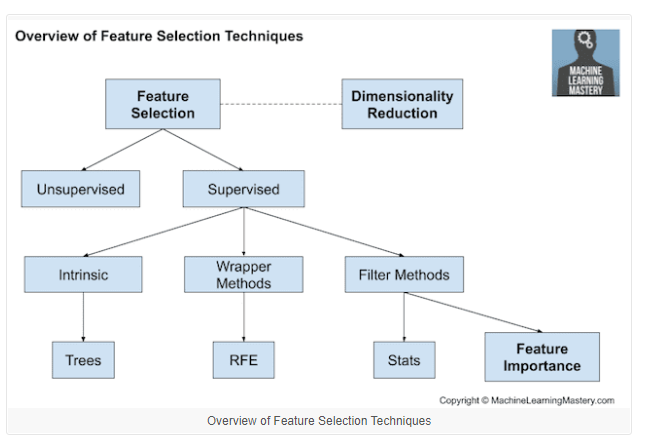 Overview of Feature Selection Techniques
MACHINE
LEARNING
MASTERY
Feature
Selection
Dimensionality
Reduction
Unsupervised
Supervised
Intrinsic
Wrapper
Methods
Filter Methods
Trees
RFE
Stats
Feature
Importance
Copyright © MachineLearningMastery.com
Overview of Feature Selection Techniques